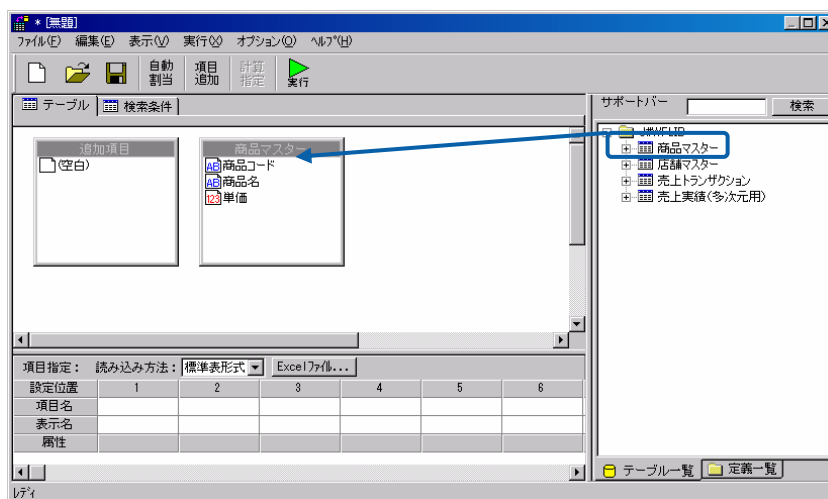 * [無題]
ファイル(F) 編集(E) 表示(V) 実行(X) オプション(O) ヘルプ(H)
自動割当 項目追加 計算指定 実行
テーブル 検索条件
サポートバー 検索
追加項目
(空白)
商品マスター
商品コード
商品名
単価
商品マスター
店舗マスター
売上トランザクション
売上実績(多次元用)
項目指定： 読み込み方法： 標準表形式 Excelファイル...
設定位置 1 2 3 4 5 6
項目名
表示名
属性
テーブル一覧 定義一覧
レディ